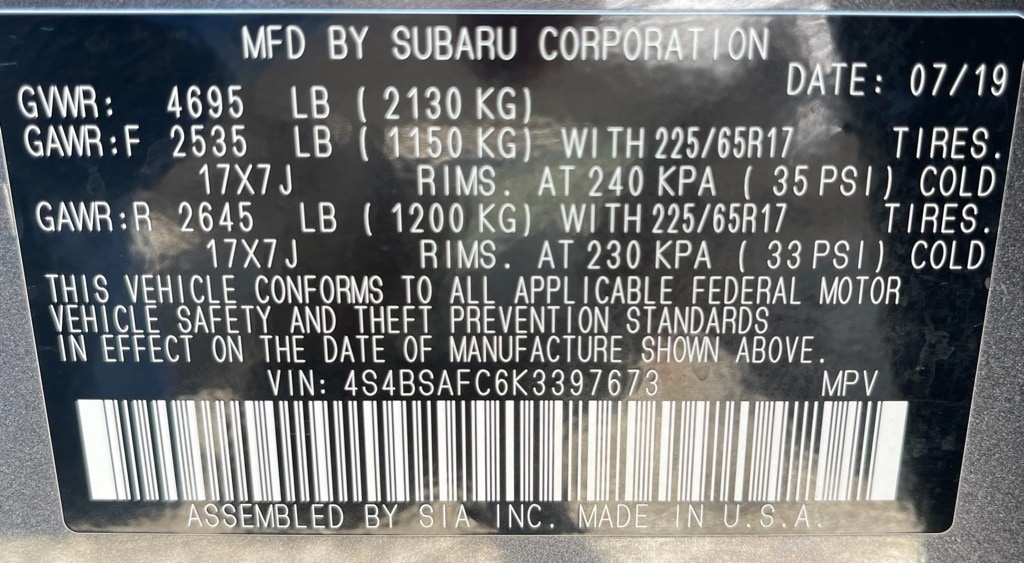 MFD BY SUBARU CORPORATION
DATE: 07/19
GVWR: 4695 LB ( 2130 KG)
GAWR:F 2535 LB ( 1150 KG) WITH 225/65R17 TIRES.
17X7J RIMS. AT 240 KPA ( 35 PSI) COLD
GAWR:R 2645 LB ( 1200 KG) WITH 225/65R17 TIRES.
17X7J RIMS. AT 230 KPA ( 33 PSI) COLD
THIS VEHICLE CONFORMS TO ALL APPLICABLE FEDERAL MOTOR
VEHICLE SAFETY AND THEFT PREVENTION STANDARDS
IN EFFECT ON THE DATE OF MANUFACTURE SHOWN ABOVE.
VIN: 4S4BSAFC6K3397673 MPV
ASSEMBLED BY SIA INC. MADE IN U.S.A.